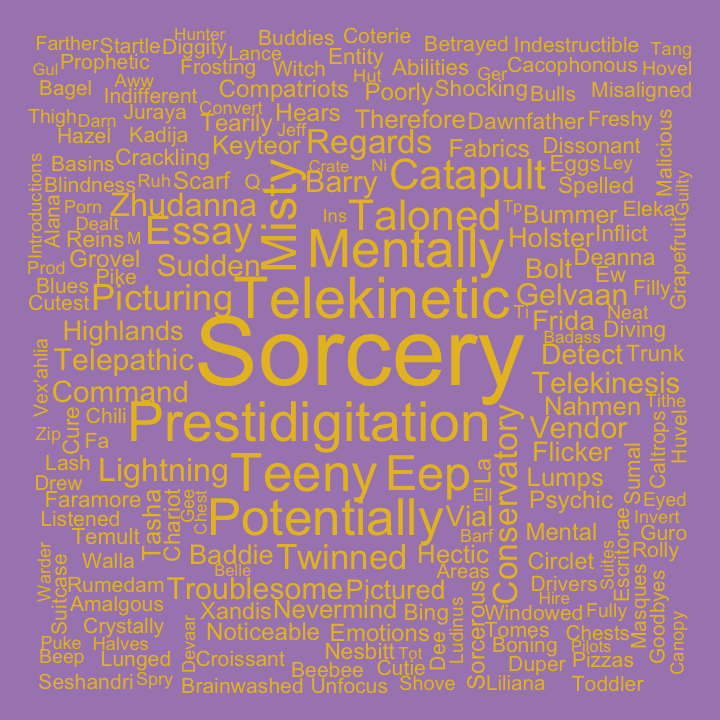 Hunter
Farther
Startle
Diggity
Lance
Buddies
Coterie
Betrayed
Indestructible
Tang
Prophetic
Gul
Frosting
Witch
Entity
Hut
Abilities
Ger
Cacophonous
Hovel
Bagel
Aww
Indifferent
Compatriots
Poorly
Shocking
Bulls
Misaligned
Thigh
Darn
Juraya
Convert
Tearily
Hears
Jeff
Therefore
Dawnfather
Freshy
Hazel
Kadija
Keyteor
Regards
Fabrics
Dissonant
Malicious
Introductions
Basins
Crackling
Crate
Ni
Catapult
Eggs
Ley
Blindness
Ruh
Scarf
Q
Barry
Spelled
Guilty
Alana
Porn
Zhudanna
Misty
Ins
Taloned
Tp
Bummer
Eleka
Dealt
Essay
Mentally
Holster
Inflict
Reins
M
Grapefruit
Prod
Grovel
Sudden
Bolt
Deanna
Ew
Blues
Pike
Filly
Cutest
Picturing
Telekinetic
Gelvaan
Ti
Frida
Neat
Diving
Badass
Vex'ahlia
Highlands
Sorcery
Telepathic
Detect
Trunk
Command
Telekinesis
Tithe
Zip
Cure
Chili
Prestidigitation
Conservatory
Nahmen
Huvel
Fa
Vendor
Caltrops
Flicker
Lash
Lightning
Teeny
Eep
La
Lumps
Sumal
Drew
Faramore
Gee
Ell
Psychic
Eyed
Listened
Tasha
Chariot
Chest
Potentially
Vial
Escritorae
Invert
Temult
Barf
Mental
Guro
Walla
Baddie
Twinned
Hectic
Circlet
Rolly
Warder
Suitcase
Belle
Areas
Suites
Rumedam
Troublesome
Pictured
Drivers
Masques
Goodbyes
Amalgous
Xandis
Nevermind
Bing
Sorcerous
Hire
Windowed
Fully
Canopy
Crystally
Noticeable
Emotions
Dee
Ludinus
Tomes
Chests
Puke
Halves
Devaar
Nesbitt
Tot
Boning
Pilots
Beep
Lunged
Croissant
Beebee
Cutie
Duper
Pizzas
Seshandri
Spry
Brainwashed
Unfocus
Shove
Liliana
Toddler